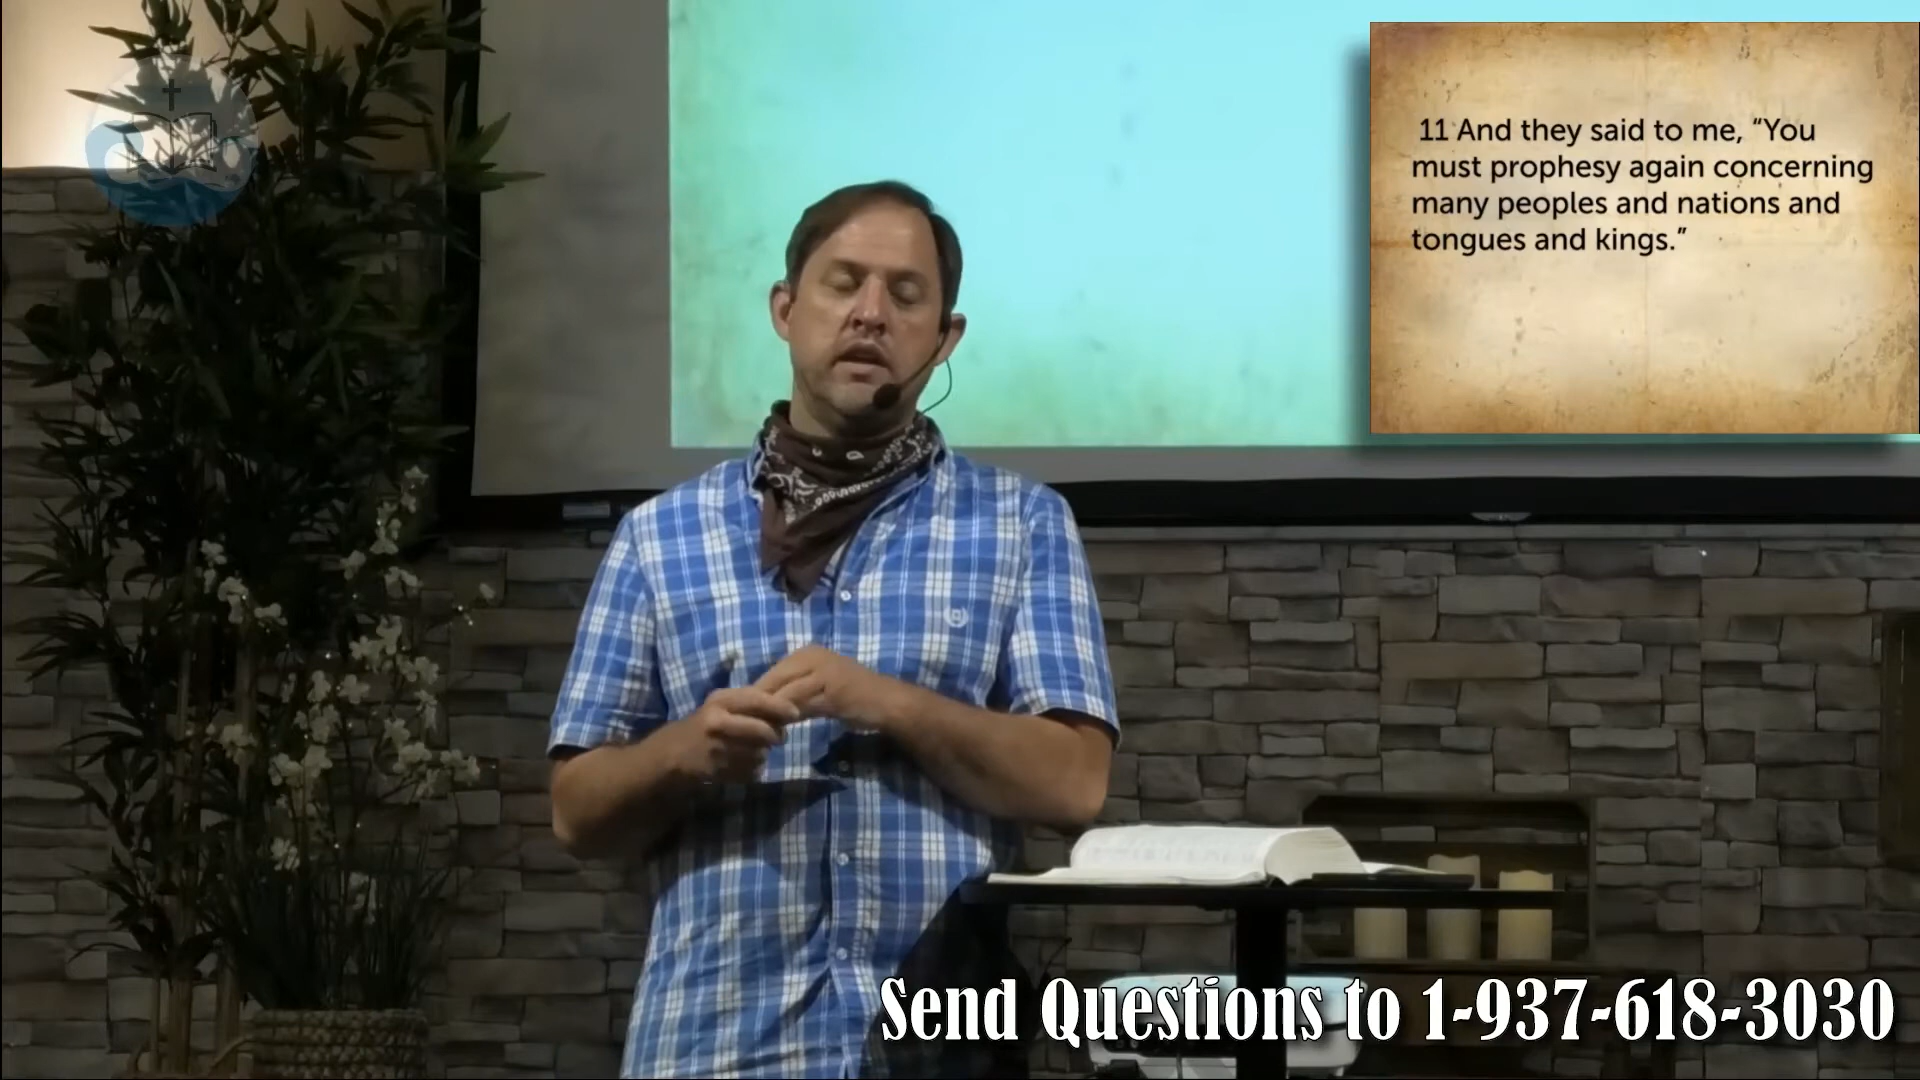 11 And they said to me, “You
must prophesy again concerning
many peoples and nations and
tongues and kings.”
Send Questions to 1-937-618-3030